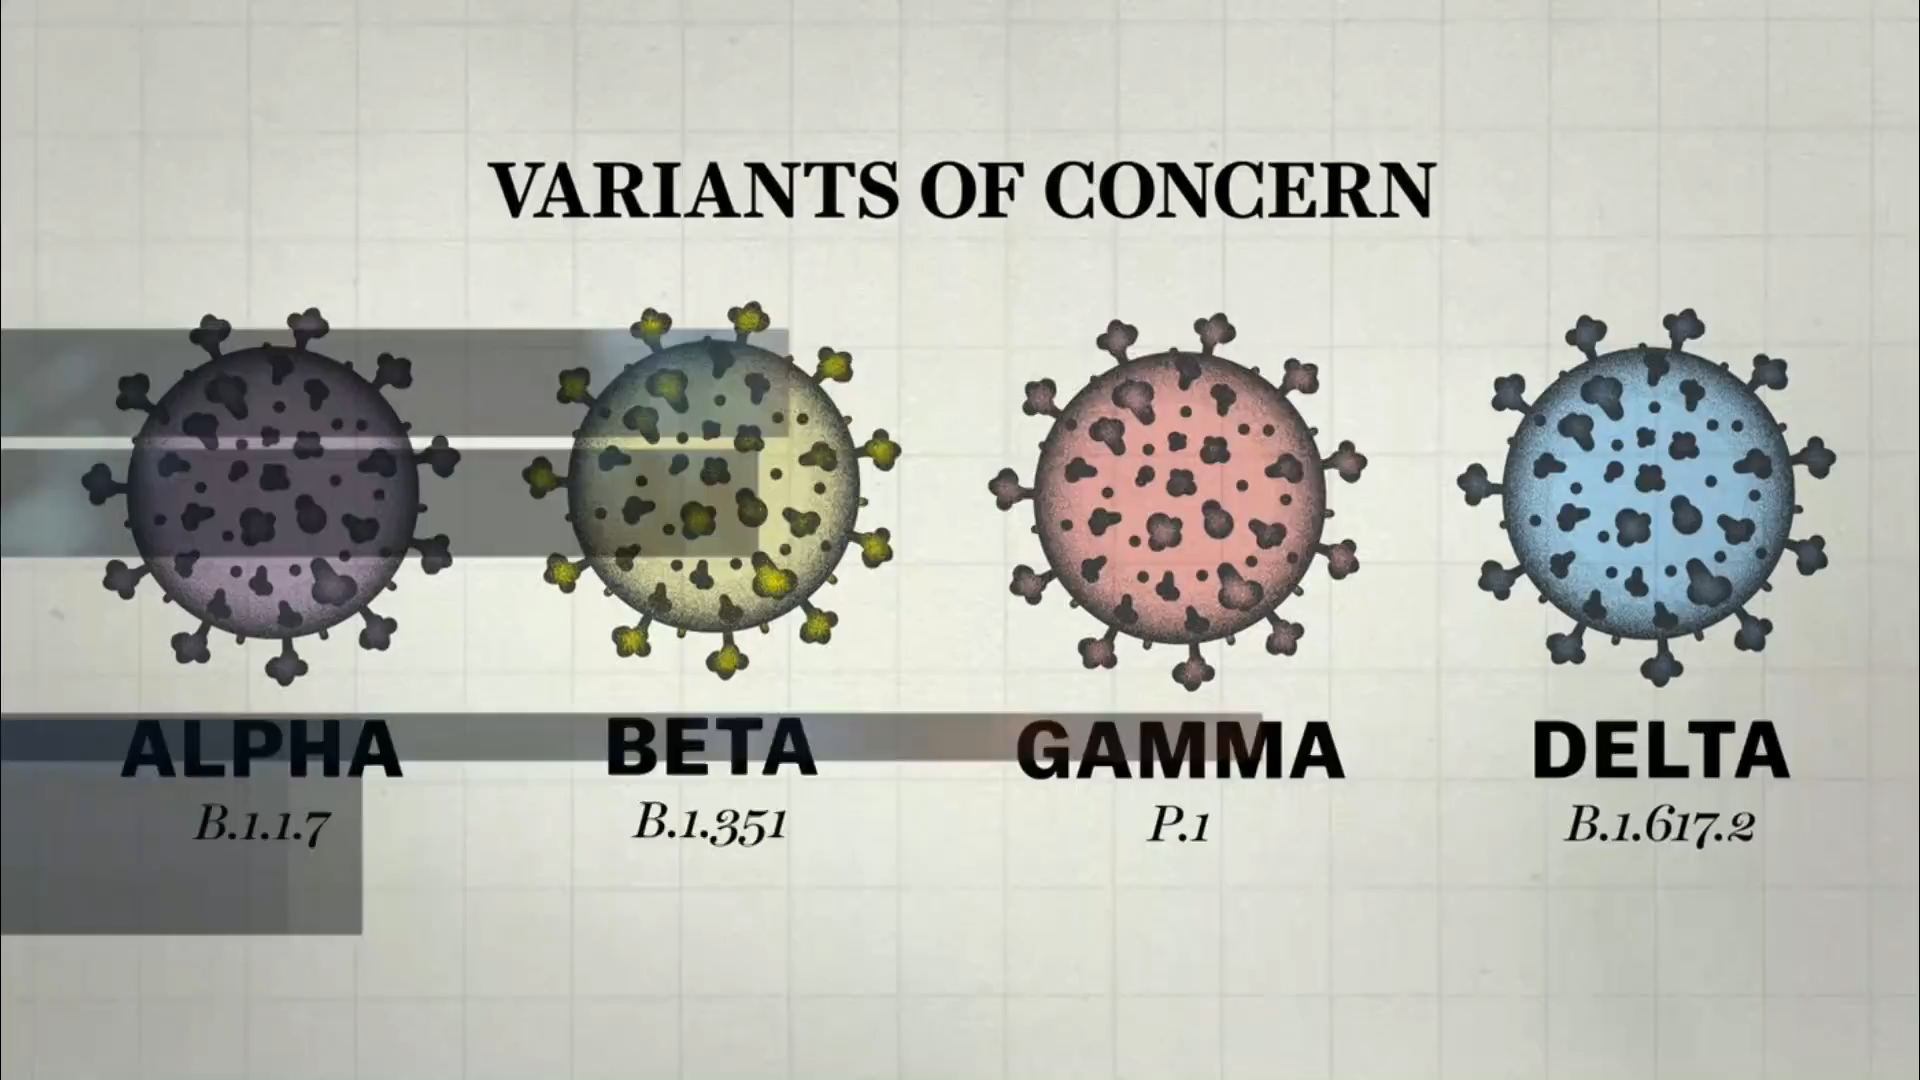 VARIANTS OF CONCERN
ALPHA BETA GAMMA DELTA
B.1.1.7 B.1.351 P.1 B.1.617.2